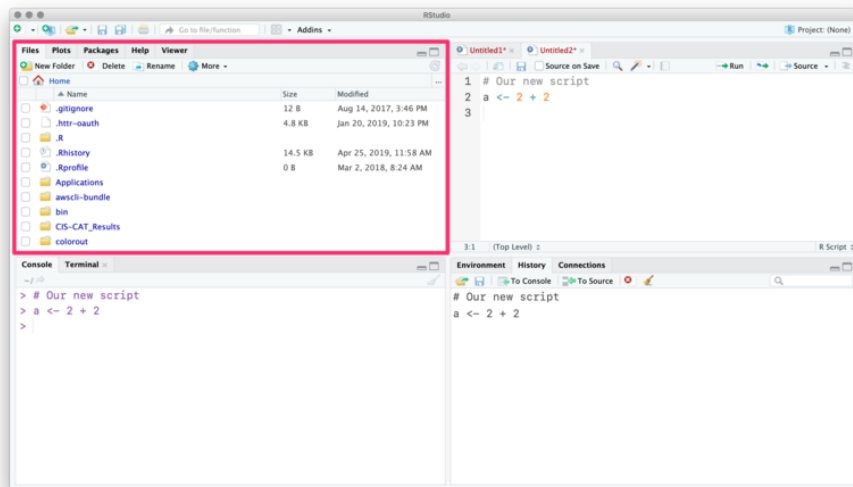 RStudio
Go to file/function
Addins
Project: (None)
Files Plots Packages Help Viewer
New Folder Delete Rename More
Home ...
Name Size Modified
.gitignore 12 B Aug 14, 2017, 3:46 PM
.httr-oauth 4.8 KB Jan 20, 2019, 10:23 PM
.R
.Rhistory 14.5 KB Apr 25, 2019, 11:58 AM
.Rprofile 0 B Mar 2, 2018, 8:24 AM
Applications
awscli-bundle
bin
CIS-CAT_Results
colorout
Untitled1* Untitled2*
Source on Save Run Source
1 # Our new script
2 a <- 2 + 2
3
3:1 (Top Level) R Script
Console Terminal
~/
> # Our new script
> a <- 2 + 2
>
Environment History Connections
To Console To Source
# Our new script
a <- 2 + 2